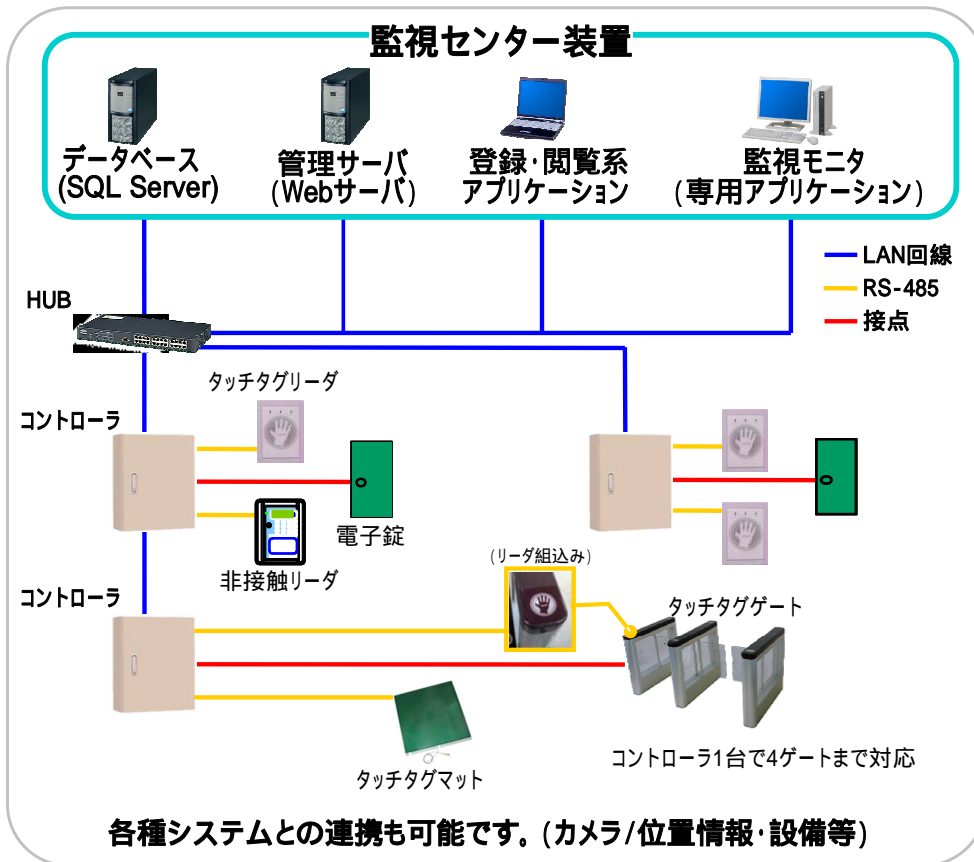 監視センター装置
データベース
(SQL Server)
管理サーバ
(Webサーバ)
登録・閲覧系
アプリケーション
監視モニタ
(専用アプリケーション)
LAN回線
RS-485
接点
HUB
タッチタグリーダ
コントローラ
電子錠
非接触リーダ
(リーダ組込み)
コントローラ
タッチタグゲート
コントローラ1台で4ゲートまで対応
タッチタグマット
各種システムとの連携も可能です。(カメラ/位置情報・設備等)